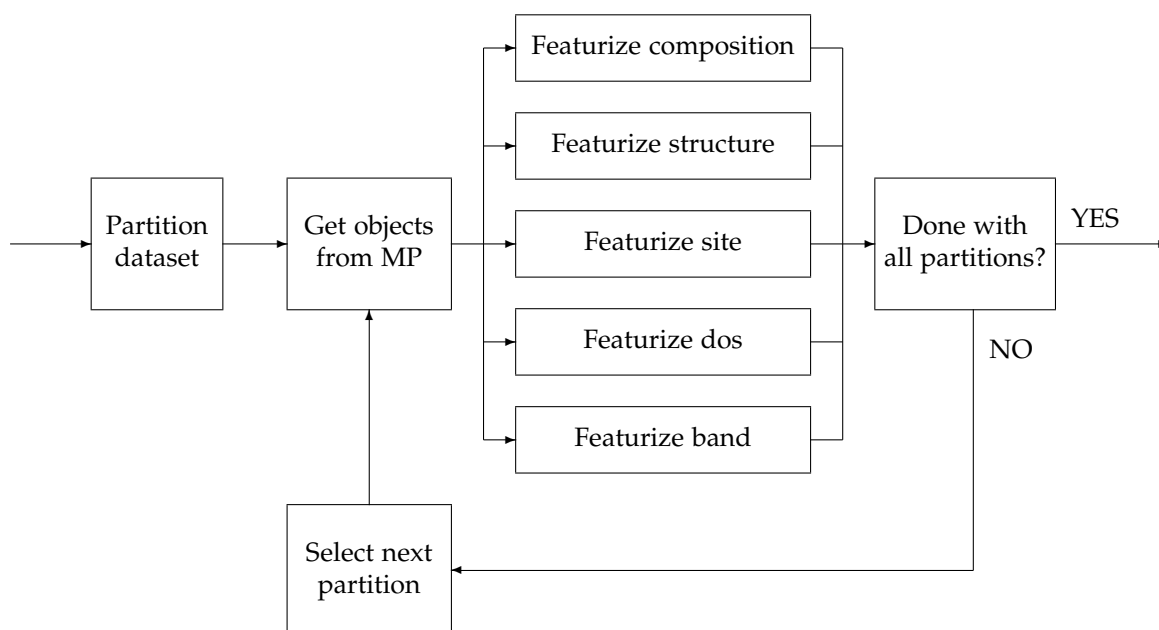 Featurize composition
Featurize structure
Partition
dataset
Get objects
from MP
Featurize site
Done with
all partitions?
YES
Featurize dos
NO
Featurize band
Select next
partition